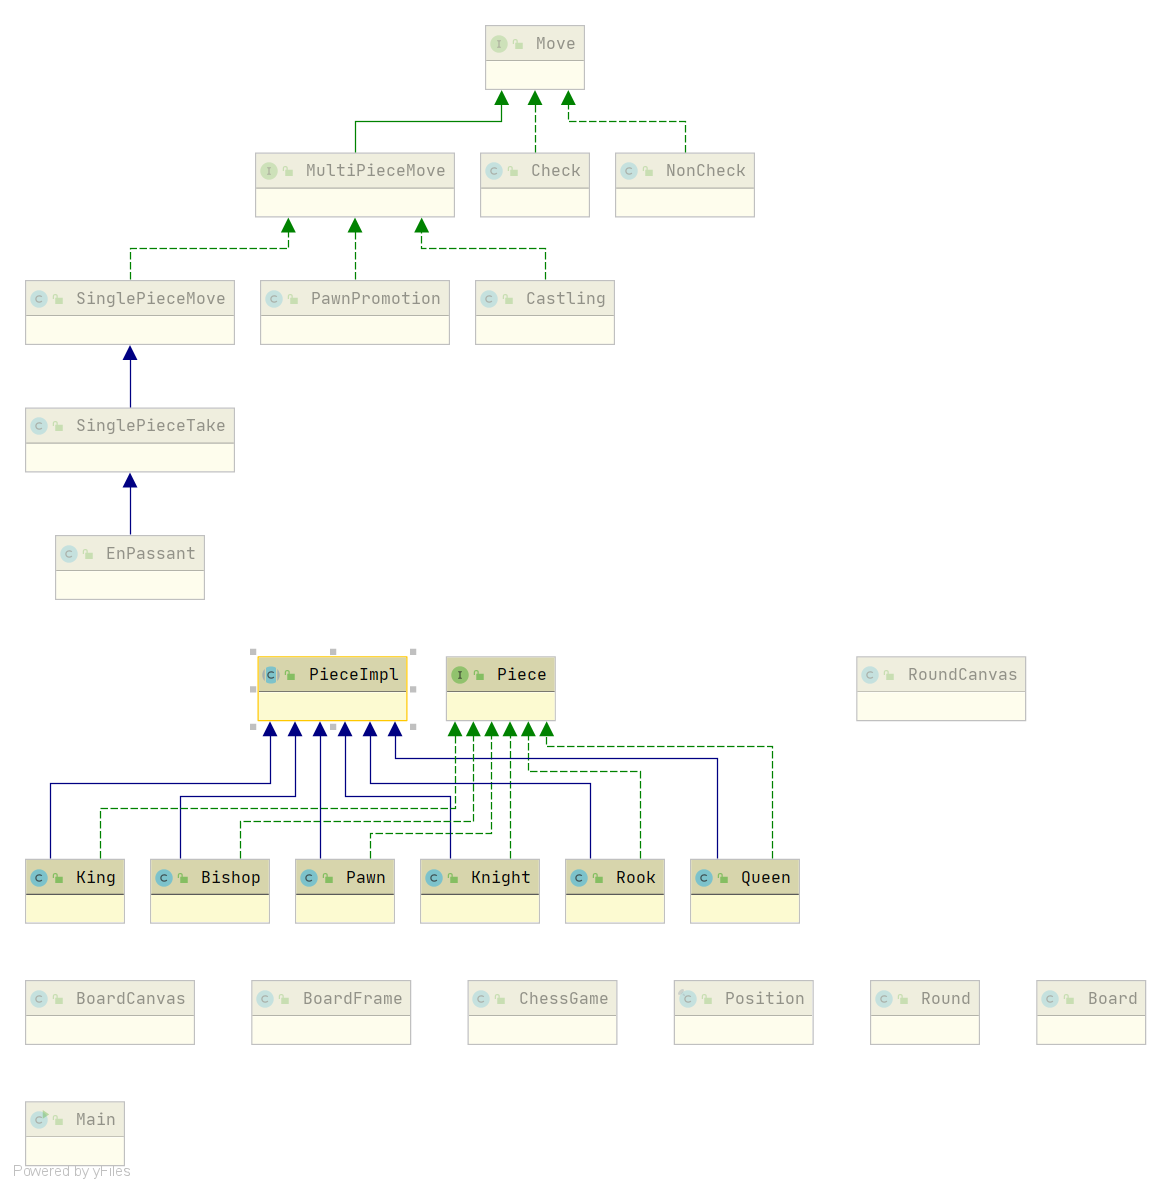 Move
MultiPieceMove
Check
NonCheck
SinglePieceMove
PawnPromotion
Castling
SinglePieceTake
EnPassant
PieceImpl
Piece
RoundCanvas
King
Bishop
Pawn
Knight
Rook
Queen
BoardCanvas
BoardFrame
ChessGame
Position
Round
Board
Main
Powered by yFiles